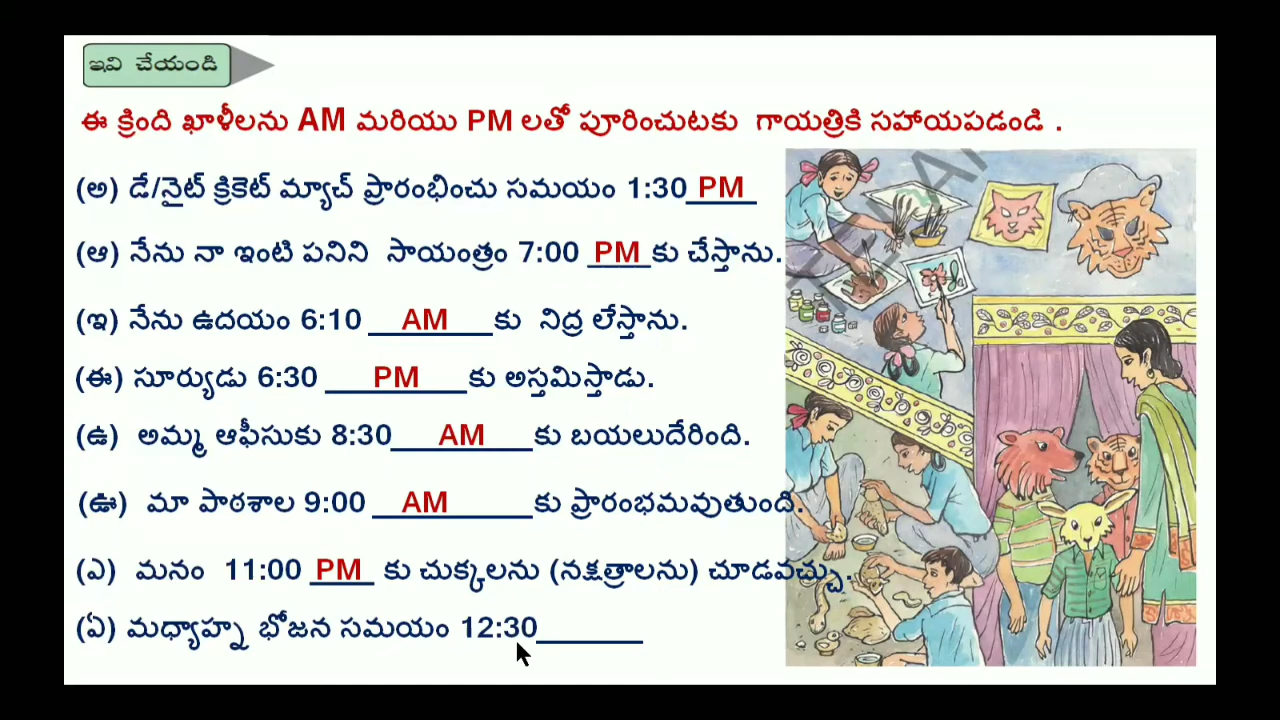 ఇవి చేయండి
ఈ క్రింది ఖాళీలను AM మరియు PM లతో పూరించుటకు గాయత్రికి సహాయపడండి .
(అ) డే/నైట్ క్రికెట్ మ్యాచ్ ప్రారంభించు సమయం 1:30 PM
(ఆ) నేను నా ఇంటి పనిని సాయంత్రం 7:00 PM కు చేస్తాను.
(ఇ) నేను ఉదయం 6:10 AM కు నిద్ర లేస్తాను.
(ఈ) సూర్యుడు 6:30 PM కు అస్తమిస్తాడు.
(ఉ) అమ్మ ఆఫీసుకు 8:30 AM కు బయలుదేరింది.
(ఊ) మా పాఠశాల 9:00 AM కు ప్రారంభమవుతుంది.
(ఎ) మనం 11:00 PM కు చుక్కలను (నక్షత్రాలను) చూడవచ్చు.
(ఏ) మధ్యాహ్న భోజన సమయం 12:30______